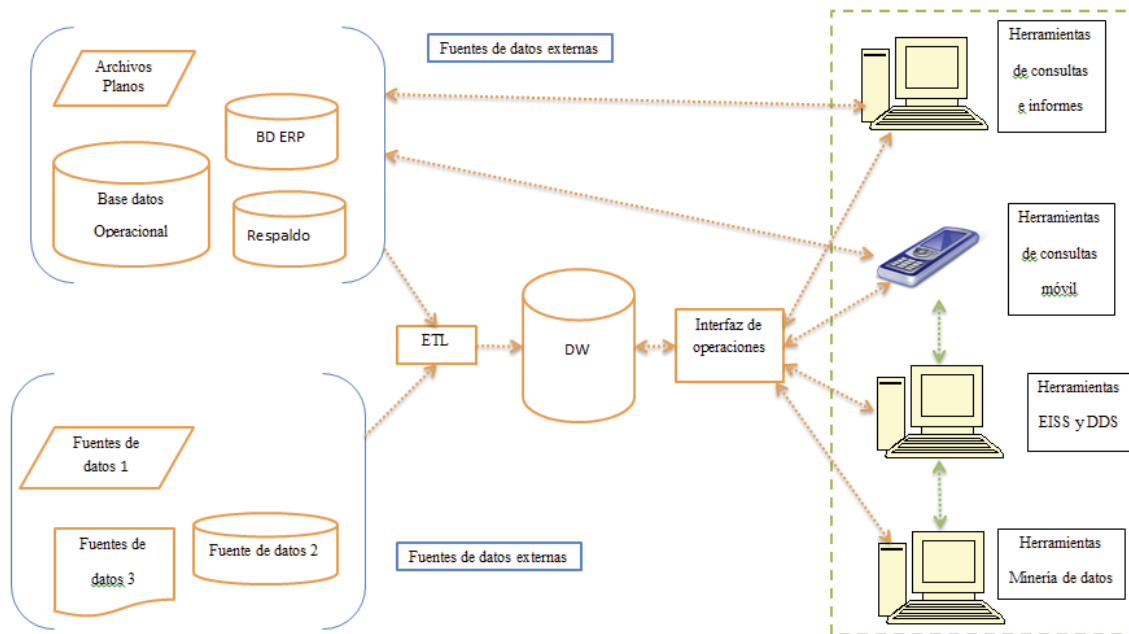 Fuentes de datos externas
Archivos
Planos
BD ERP
Base datos
Operacional
Respaldo
Herramientas
de consultas
e informes
Herramientas
de consultas
móvil
ETL
DW
Interfaz de
operaciones
Herramientas
EISS y DDS
Fuentes de
datos 1
Fuentes de
datos 3
Fuente de datos 2
Fuentes de datos externas
Herramientas
Minería de datos